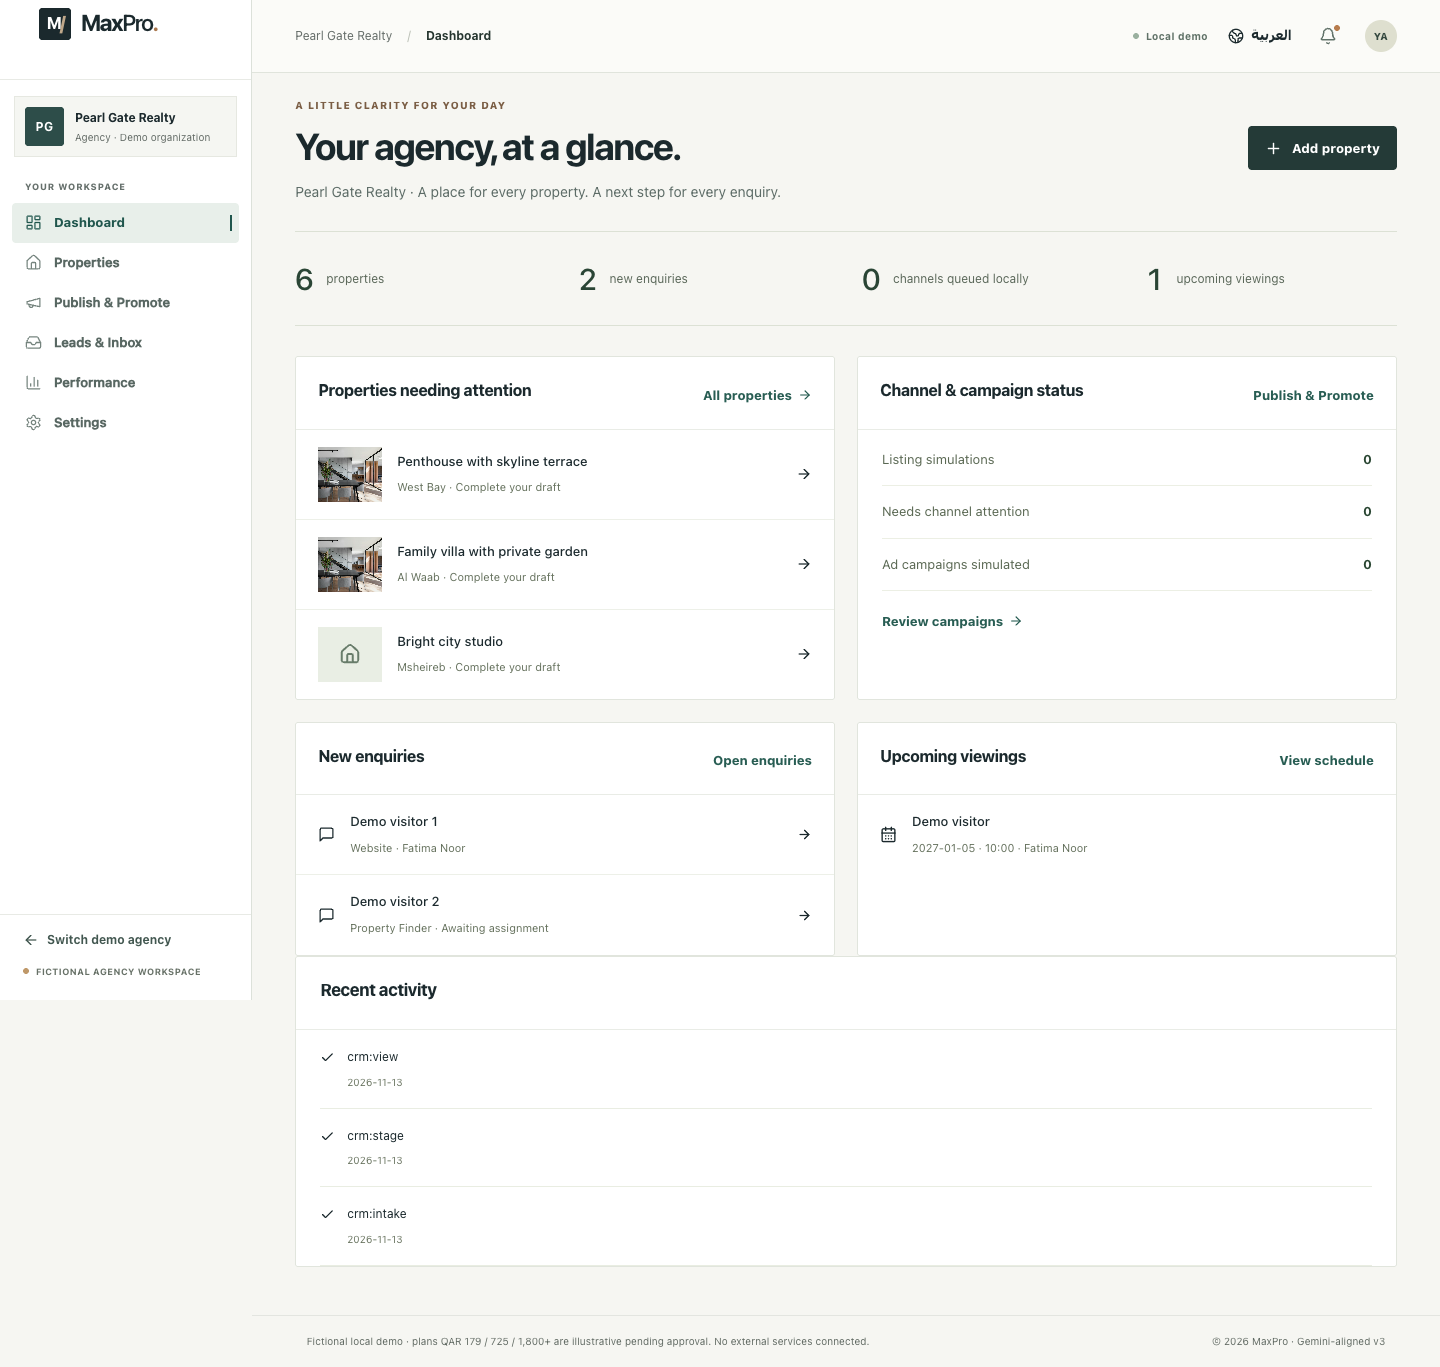 M/ MaxPro.
Pearl Gate Realty / Dashboard
Local demo
العربية
YA
PG
Pearl Gate Realty
Agency · Demo organization
YOUR WORKSPACE
Dashboard
Properties
Publish & Promote
Leads & Inbox
Performance
Settings
Switch demo agency
FICTIONAL AGENCY WORKSPACE
A LITTLE CLARITY FOR YOUR DAY
Your agency, at a glance.
Pearl Gate Realty · A place for every property. A next step for every enquiry.
Add property
6 properties
2 new enquiries
0 channels queued locally
1 upcoming viewings
Properties needing attention
All properties
Penthouse with skyline terrace
West Bay · Complete your draft
Family villa with private garden
Al Waab · Complete your draft
Bright city studio
Msheireb · Complete your draft
Channel & campaign status
Publish & Promote
Listing simulations 0
Needs channel attention 0
Ad campaigns simulated 0
Review campaigns
New enquiries
Open enquiries
Demo visitor 1
Website · Fatima Noor
Demo visitor 2
Property Finder · Awaiting assignment
Upcoming viewings
View schedule
Demo visitor
2027-01-05 · 10:00 · Fatima Noor
Recent activity
crm:view
2026-11-13
crm:stage
2026-11-13
crm:intake
2026-11-13
Fictional local demo · plans QAR 179 / 725 / 1,800+ are illustrative pending approval. No external services connected.
© 2026 MaxPro · Gemini-aligned v3